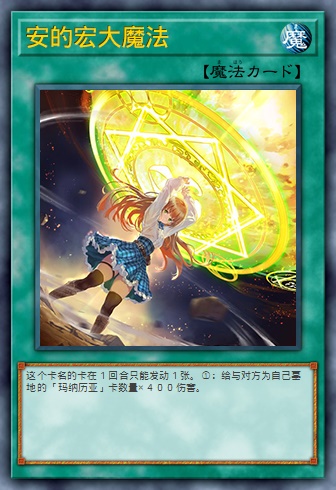 安的宏大魔法
魔
【魔法カード】
这个卡名的卡在１回合只能发动１张。①：给与对方为自己墓
地的「玛纳历亚」卡数量×４００伤害。